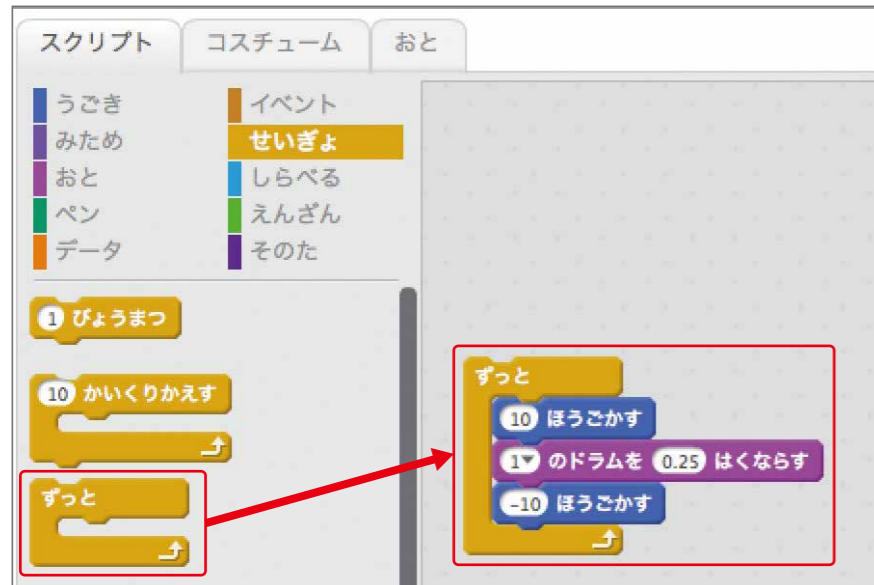 スクリプト コスチューム おと
うごき イベント
みため せいぎょ
おと しらべる
ペン えんざん
データ そのた
1 びょうまつ
10 かいくりかえす
ずっと
ずっと
10 ほうごかす
1▼ のドラムを 0.25 はくならす
-10 ほうごかす